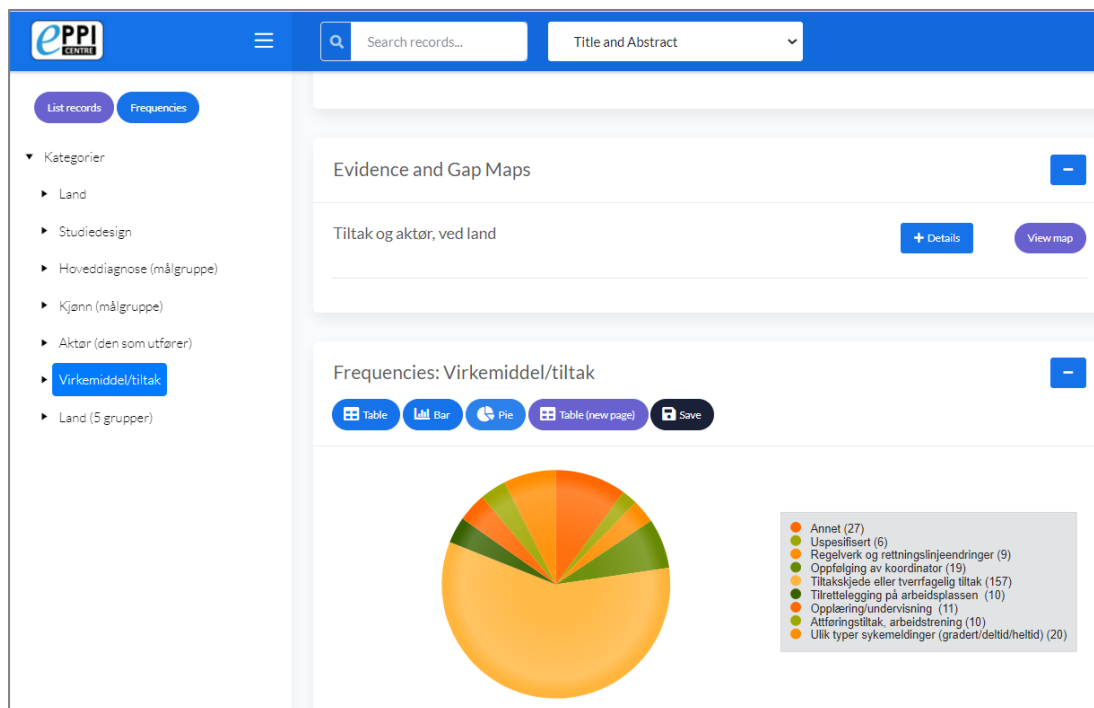 ePPI
CENTRE
Search records...
Title and Abstract
List records
Frequencies
Kategorier
Land
Studiedesign
Hoveddiagnose (målgruppe)
Kjønn (målgruppe)
Aktør (den som utfører)
Virkemiddel/tiltak
Land (5 grupper)
Evidence and Gap Maps
Tiltak og aktør, ved land
+ Details
View map
Frequencies: Virkemiddel/tiltak
Table
Bar
Pie
Table (new page)
Save
Annet (27)
Uspesifisert (6)
Regelverk og rettningslinjeendringer (9)
Oppfølging av koordinator (19)
Tiltakskjede eller tverrfagelig tiltak (157)
Tilrettelegging på arbeidsplassen (10)
Opplæring/undervisning (11)
Attføringstiltak, arbeidstrening (10)
Ulik typer sykemeldinger (gradert/deltid/heltid) (20)